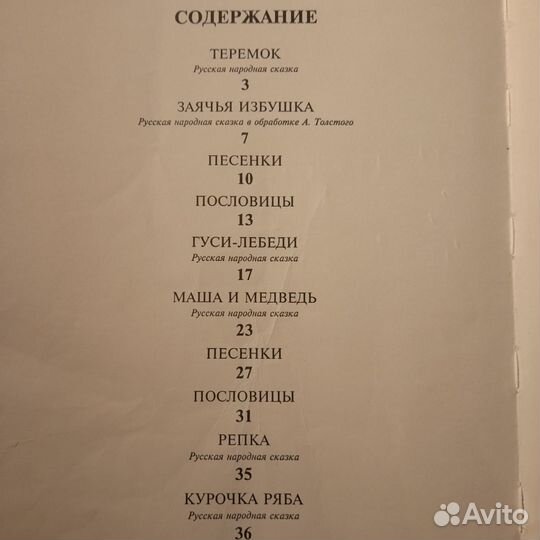 СОДЕРЖАНИЕ
ТЕРЕМОК
Русская народная сказка
3
ЗАЯЧЬЯ ИЗБУШКА
Русская народная сказка в обработке А. Толстого
7
ПЕСЕНКИ
10
ПОСЛОВИЦЫ
13
ГУСИ-ЛЕБЕДИ
Русская народная сказка
17
МАША И МЕДВЕДЬ
Русская народная сказка
23
ПЕСЕНКИ
27
ПОСЛОВИЦЫ
31
РЕПКА
Русская народная сказка
35
КУРОЧКА РЯБА
Русская народная сказка
36
Avito